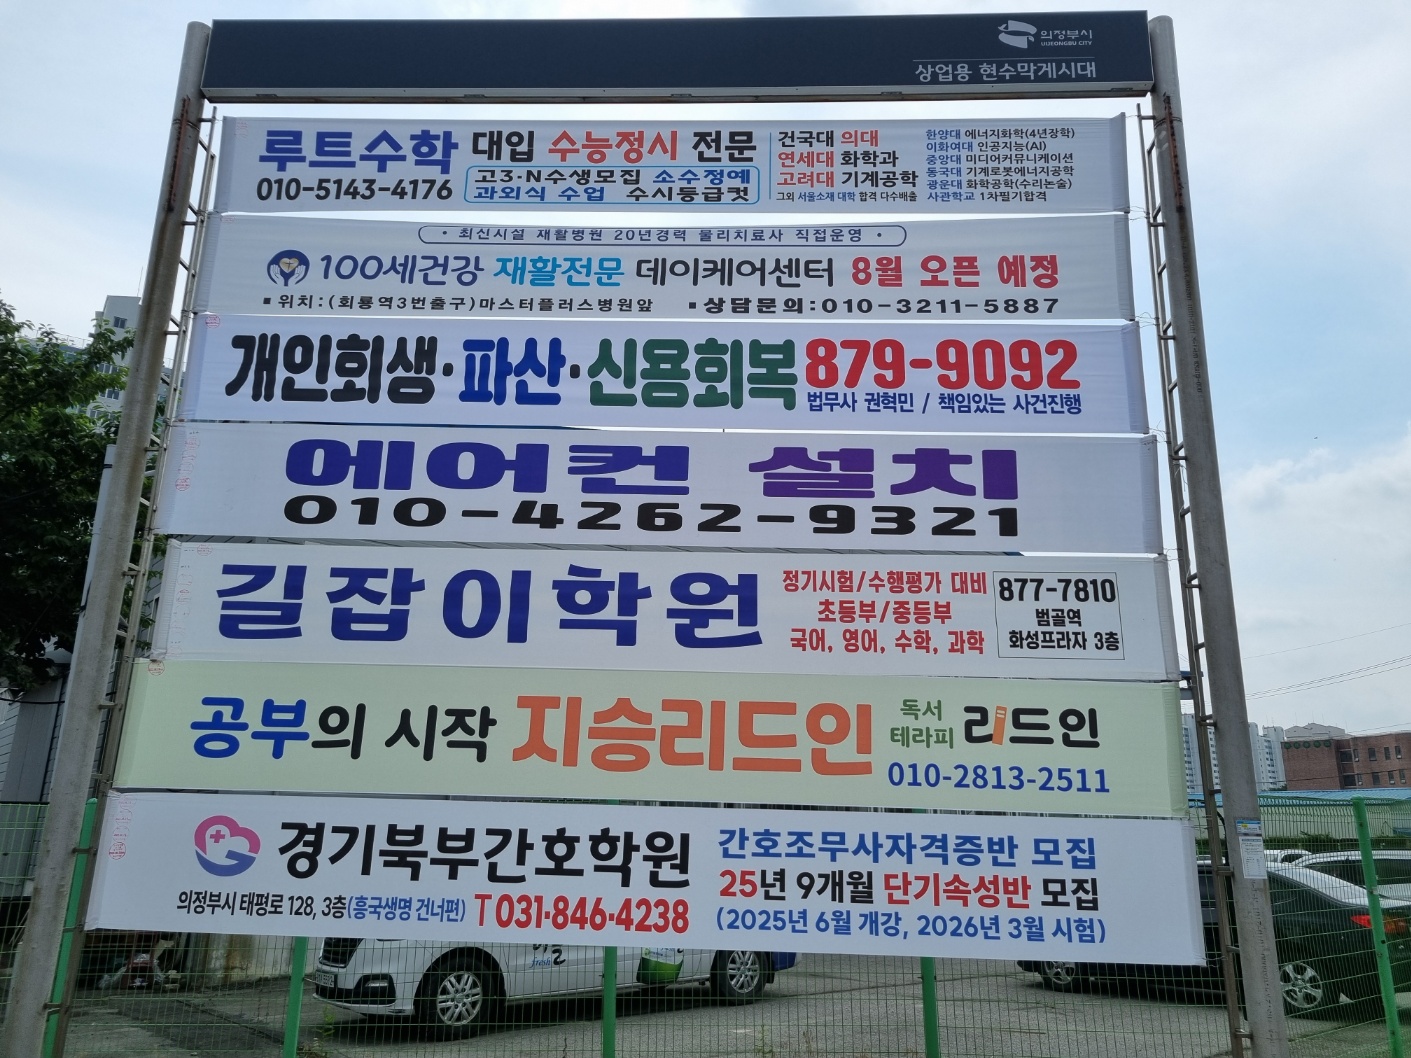 의정부시
UIJEONGBU CITY
상업용 현수막게시대
루트수학
010-5143-4176
대입 수능정시 전문
고3·N수생모집 소수정예
과외식 수업 수시등급컷
건국대 의대
연세대 화학과
고려대 기계공학
그외 서울소재 대학 합격 다수배출
한양대 에너지화학(4년장학)
이화여대 인공지능(AI)
중앙대 미디어커뮤니케이션
동국대 기계로봇에너지공학
광운대 화학공학(수리논술)
사관학교 1차필기합격
• 최신시설 재활병원 20년경력 물리치료사 직접운영 •
100세건강 재활전문 데이케어센터 8월 오픈 예정
▪위치:(회룡역3번출구)마스터플러스병원앞 ▪상담문의:010-3211-5887
개인회생·파산·신용회복 879-9092
법무사 권혁민 / 책임있는 사건진행
에어컨 설치
010-4262-9321
길잡이학원
정기시험/수행평가 대비
초등부/중등부
국어, 영어, 수학, 과학
877-7810
범골역
화성프라자 3층
공부의 시작 지승리드인
독서
테라피
리드인
010-2813-2511
경기북부간호학원
의정부시 태평로 128, 3층(흥국생명 건너편) T 031·846·4238
간호조무사자격증반 모집
25년 9개월 단기속성반 모집
(2025년 6월 개강, 2026년 3월 시험)
fresh